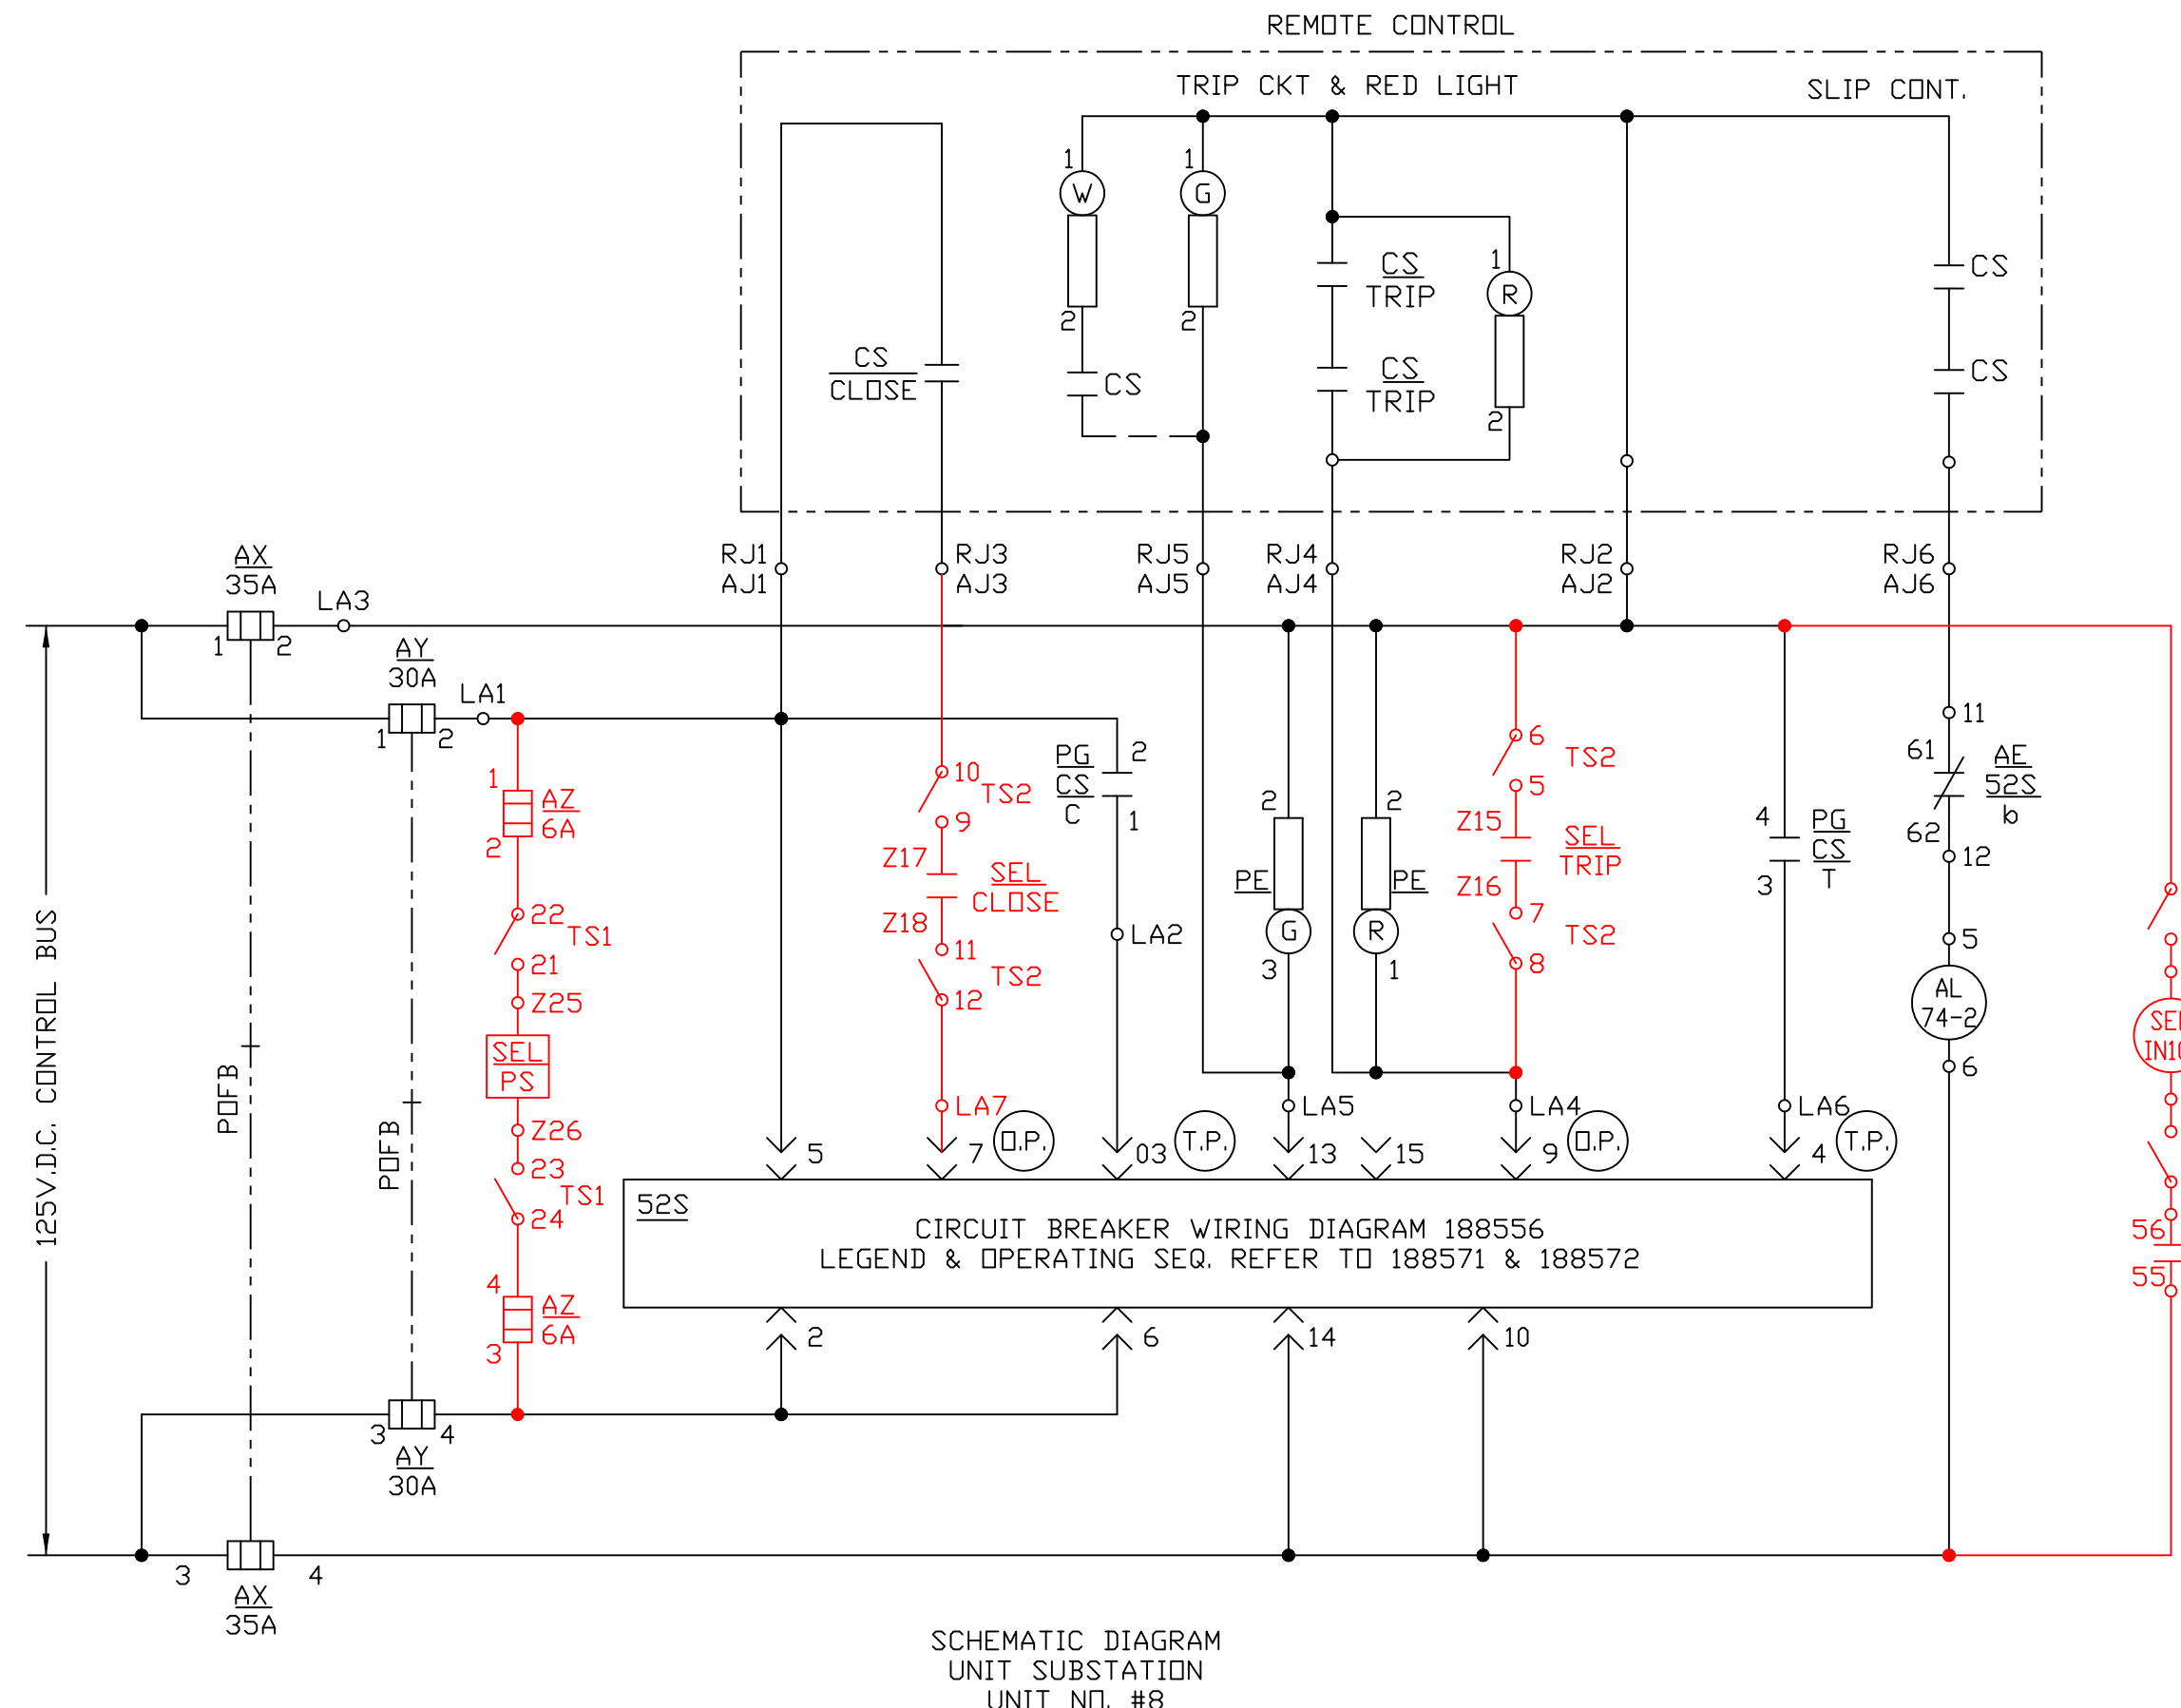 REMOTE CONTROL
TRIP CKT & RED LIGHT
SLIP CONT.
1
W
2
CS
1
G
2
CS
TRIP
CS
TRIP
1
R
2
CS
CS
CS
CLOSE
RJ1
AJ1
RJ3
AJ3
RJ5
AJ5
RJ4
AJ4
RJ2
AJ2
RJ6
AJ6
AX
35A
1 2
LA3
AY
30A
1 2
LA1
125V.D.C. CONTROL BUS
POFB
POFB
1
AZ
6A
2
22
TS1
21
Z25
SEL
PS
Z26
23
TS1
24
4
AZ
6A
3
10
TS2
9
Z17
SEL
CLOSE
Z18
11
TS2
12
LA7
PG
CS
C
2
1
LA2
2
PE
G
3
2
PE
R
1
6
TS2
5
Z15
SEL
TRIP
Z16
7
TS2
8
4
PG
CS
T
3
11
61
AE
52S
b
62
12
5
AL
74-2
6
LA5
LA4
LA6
5
7
O.P.
03
T.P.
13
15
9
O.P.
4
T.P.
52S
CIRCUIT BREAKER WIRING DIAGRAM 188556
LEGEND & OPERATING SEQ. REFER TO 188571 & 188572
56
55
2
6
14
10
3 4
AY
30A
3 4
AX
35A
SCHEMATIC DIAGRAM
UNIT SUBSTATION
UNIT NO. #8